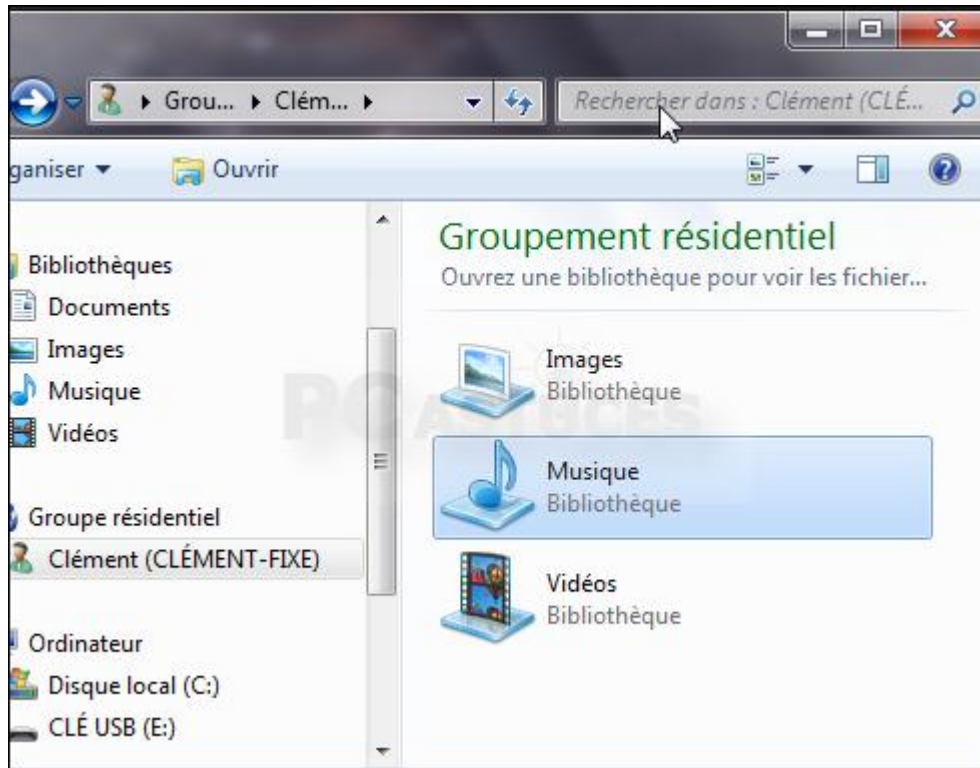 Grou... Clém...
Rechercher dans : Clément (CLÉ...
ganiser
Ouvrir
Bibliothèques
Documents
Images
Musique
Vidéos
Groupe résidentiel
Clément (CLÉMENT-FIXE)
Ordinateur
Disque local (C:)
CLÉ USB (E:)
Groupement résidentiel
Ouvrez une bibliothèque pour voir les fichier...
Images
Bibliothèque
Musique
Bibliothèque
Vidéos
Bibliothèque
PC ASTUCES